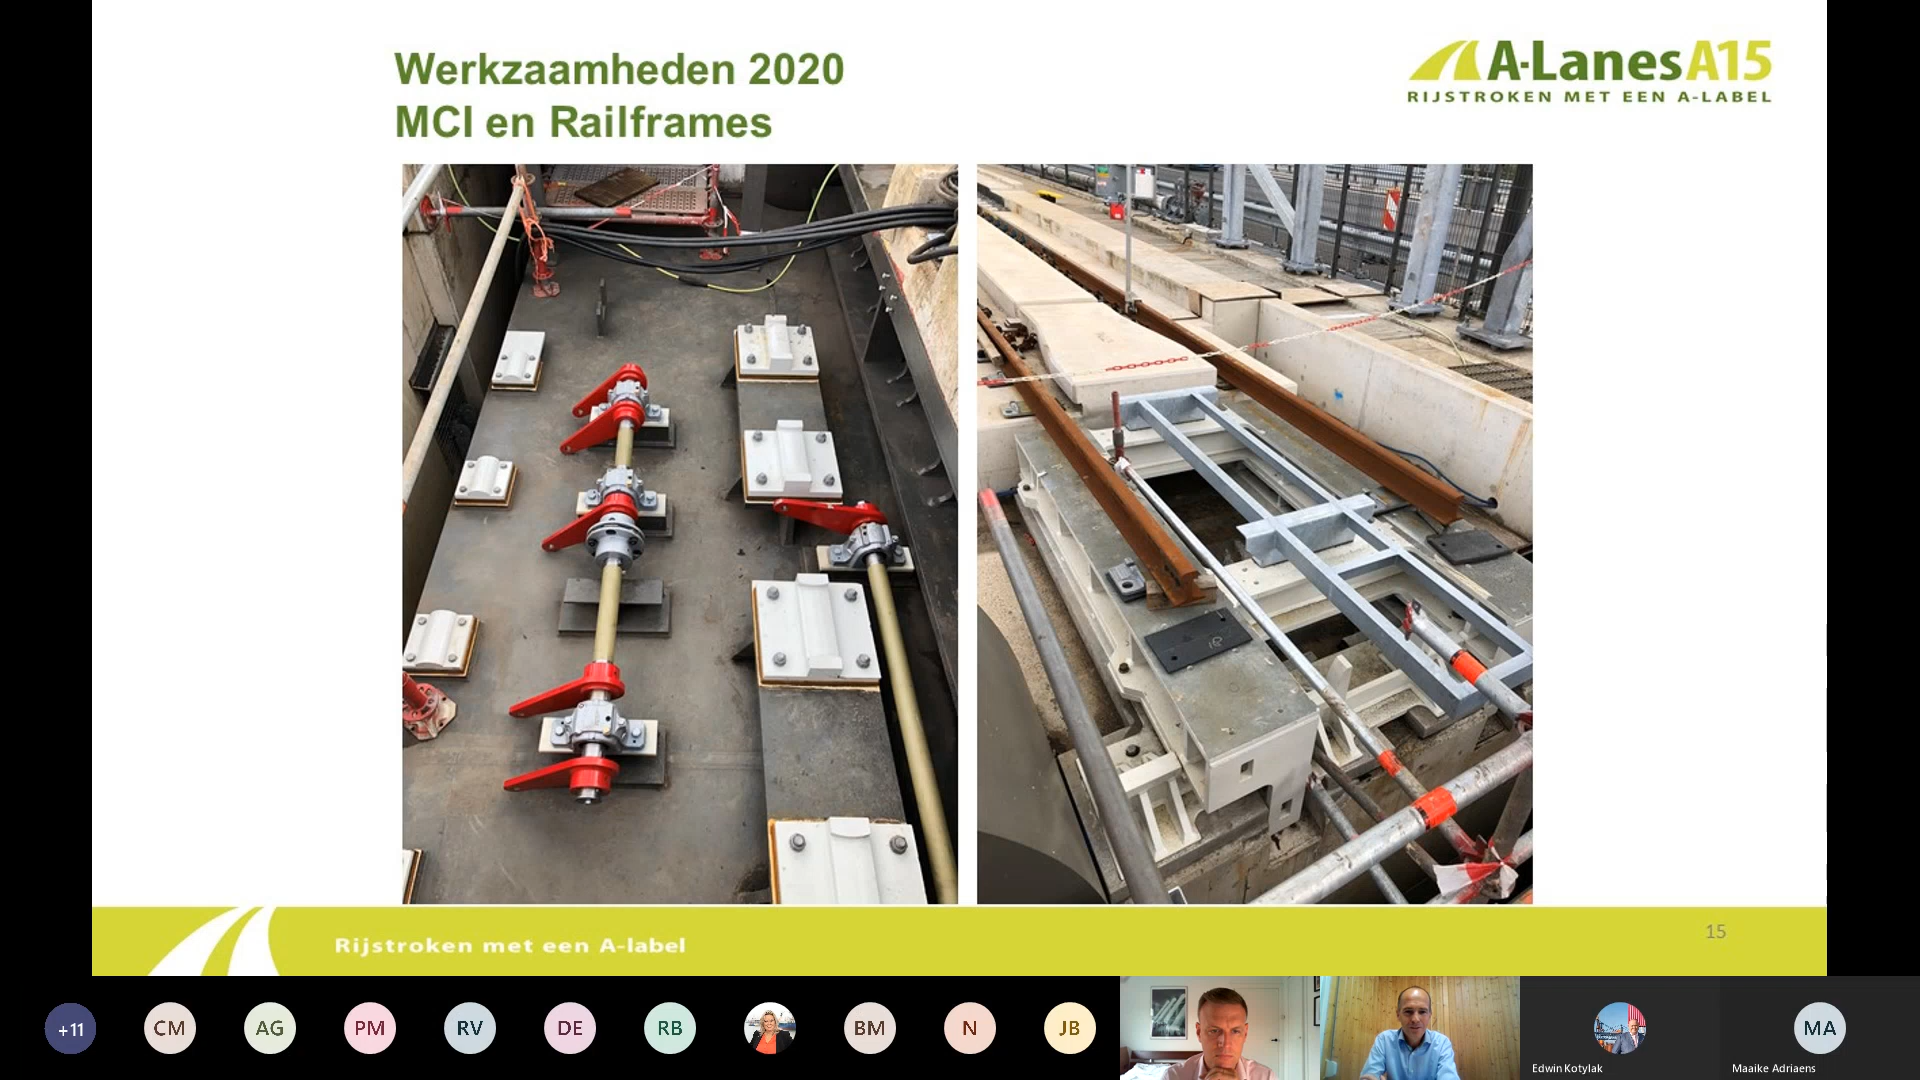 Werkzaamheden 2020
MCI en Railframes
A-LanesA15
RIJSTROKEN MET EEN A-LABEL
Rijstroken met een A-label
15
+11
CM
AG
PM
RV
DE
RB
BM
N
JB
Edwin Kotylak
MA
Maaike Adriaens